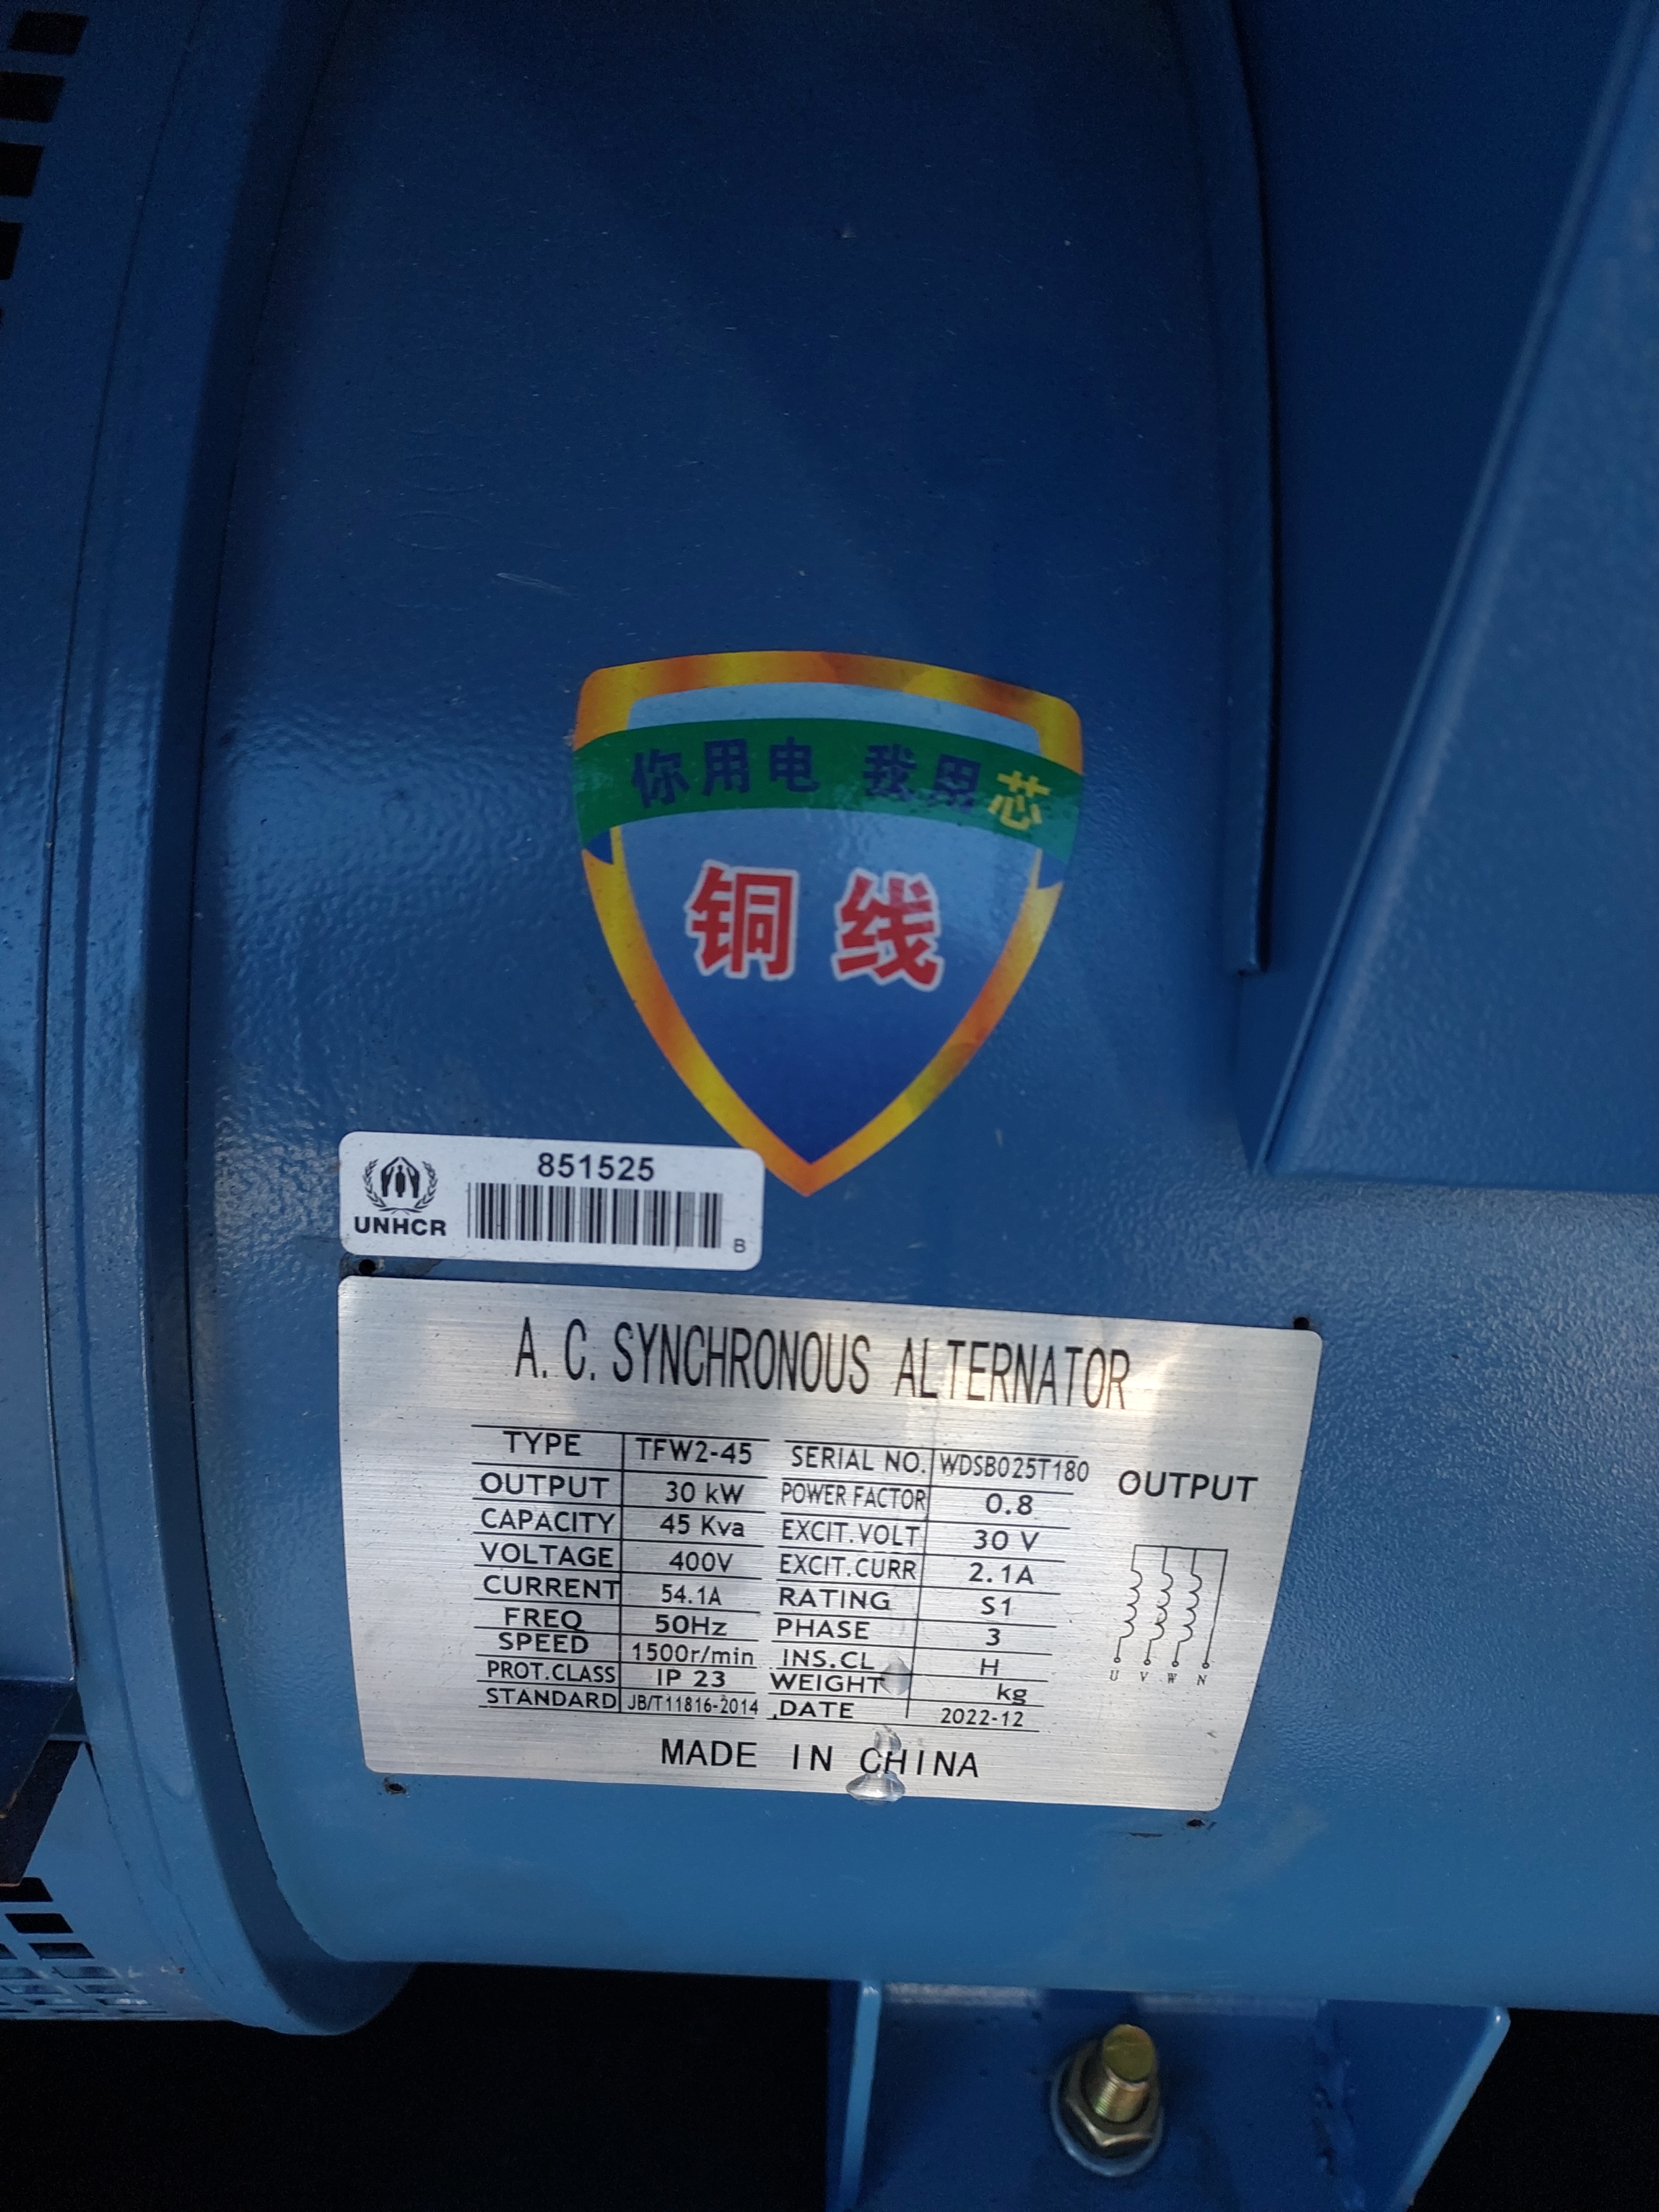 你用电 我用芯
铜线
851525
UNHCR
B
A. C. SYNCHRONOUS ALTERNATOR
TYPE TFW2-45 SERIAL NO. WDSB025T180
OUTPUT 30 kW POWER FACTOR 0.8
CAPACITY 45 Kva EXCIT.VOLT 30 V
VOLTAGE 400V EXCIT.CURR 2.1A
CURRENT 54.1A RATING S1
FREQ 50Hz PHASE 3
SPEED 1500r/min INS.CL H
PROT.CLASS IP 23 WEIGHT kg
STANDARD JB/T11816-2014 DATE 2022-12
OUTPUT
U V W N
MADE IN CHINA